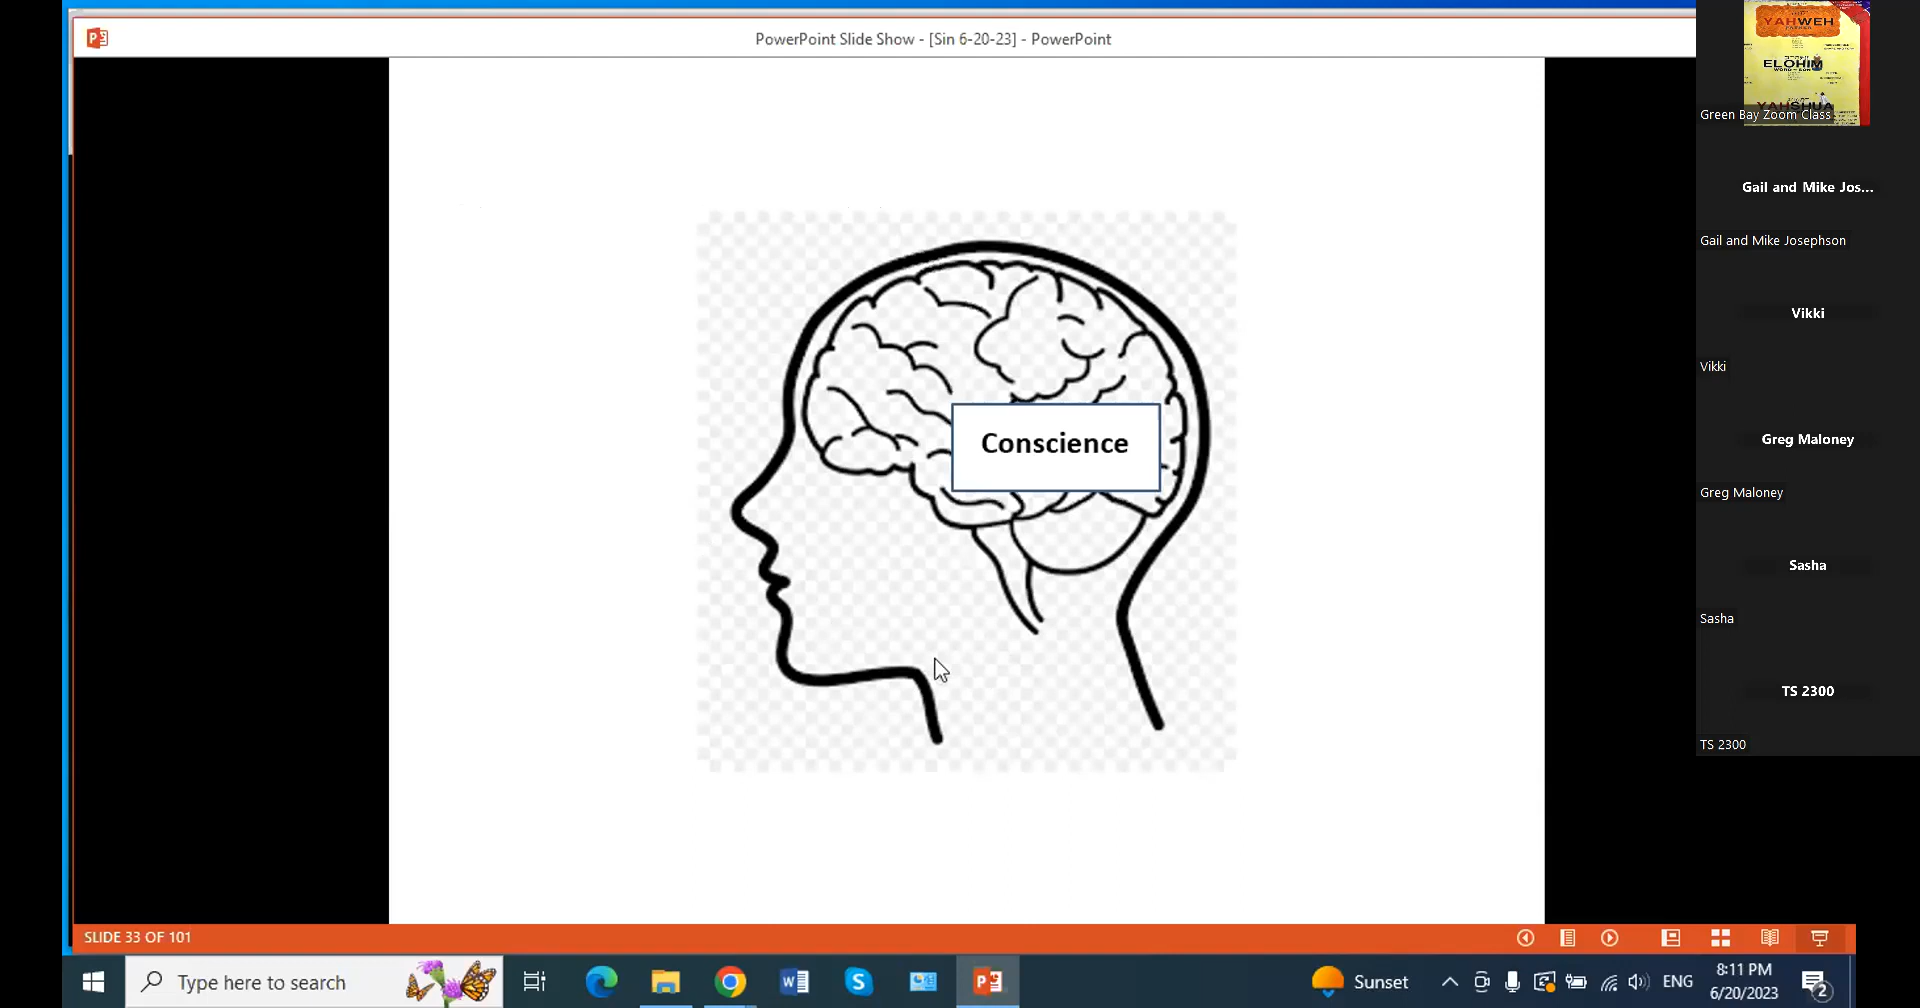 PowerPoint Slide Show - [Sin 6-20-23] - PowerPoint
Conscience
YAHWEH
ELOHIM
YAHSHUA
Green Bay Zoom Class
Gail and Mike Jos...
Gail and Mike Josephson
Vikki
Vikki
Greg Maloney
Greg Maloney
Sasha
Sasha
TS 2300
TS 2300
SLIDE 33 OF 101
Type here to search
Sunset
ENG
8:11 PM
6/20/2023
2